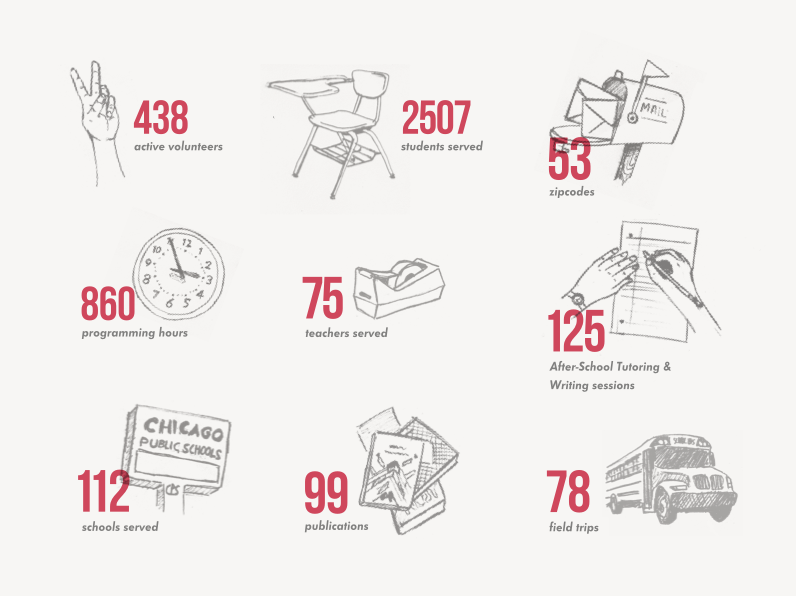 438
active volunteers
2507
students served
MAIL
53
zipcodes
860
programming hours
75
teachers served
125
After-School Tutoring &
Writing sessions
CHICAGO
PUBLIC SCHOOLS
112
schools served
99
publications
78
field trips